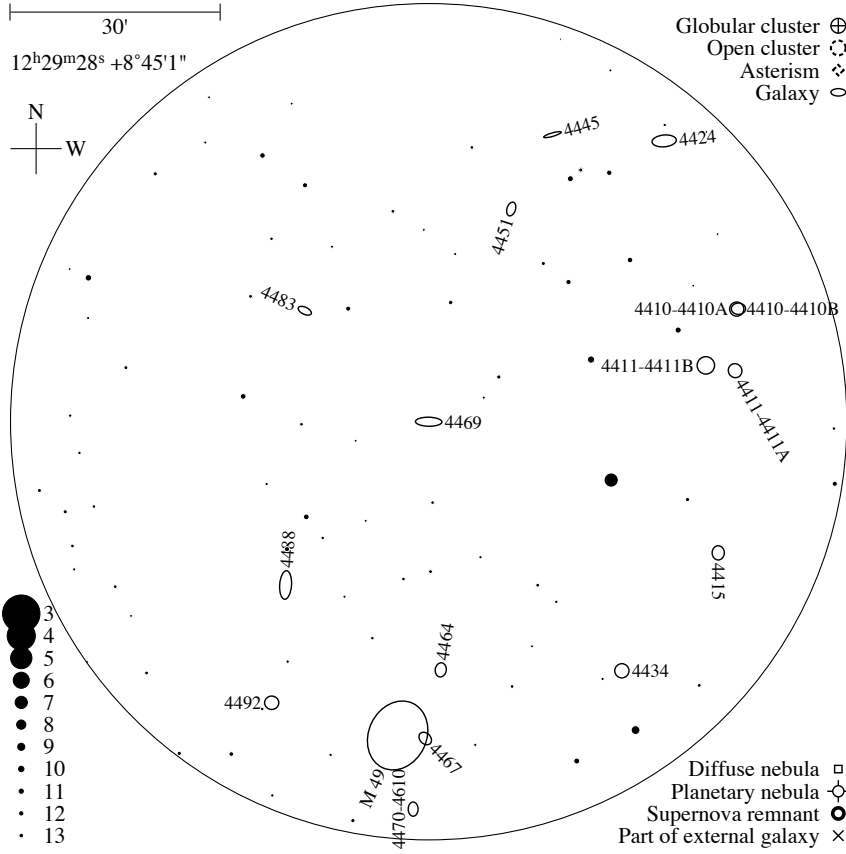 30'
12h29m28s +8°45'1"
N
W
Globular cluster
Open cluster
Asterism
Galaxy
4445
4424
4451
4483
4410-4410A
4410-4410B
4411-4411B
4411-4411A
4469
4488
4415
4464
4434
4492
4467
M 49
4470-4610
3
4
5
6
7
8
9
10
11
12
13
Diffuse nebula
Planetary nebula
Supernova remnant
Part of external galaxy